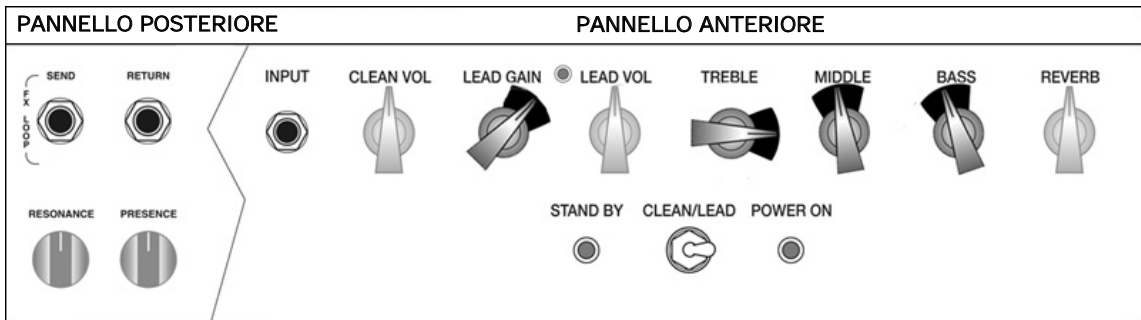 PANNELLO POSTERIORE
PANNELLO ANTERIORE
SEND
RETURN
FX LOOP
RESONANCE
PRESENCE
INPUT
CLEAN VOL
LEAD GAIN
LEAD VOL
TREBLE
MIDDLE
BASS
REVERB
STAND BY
CLEAN/LEAD
POWER ON